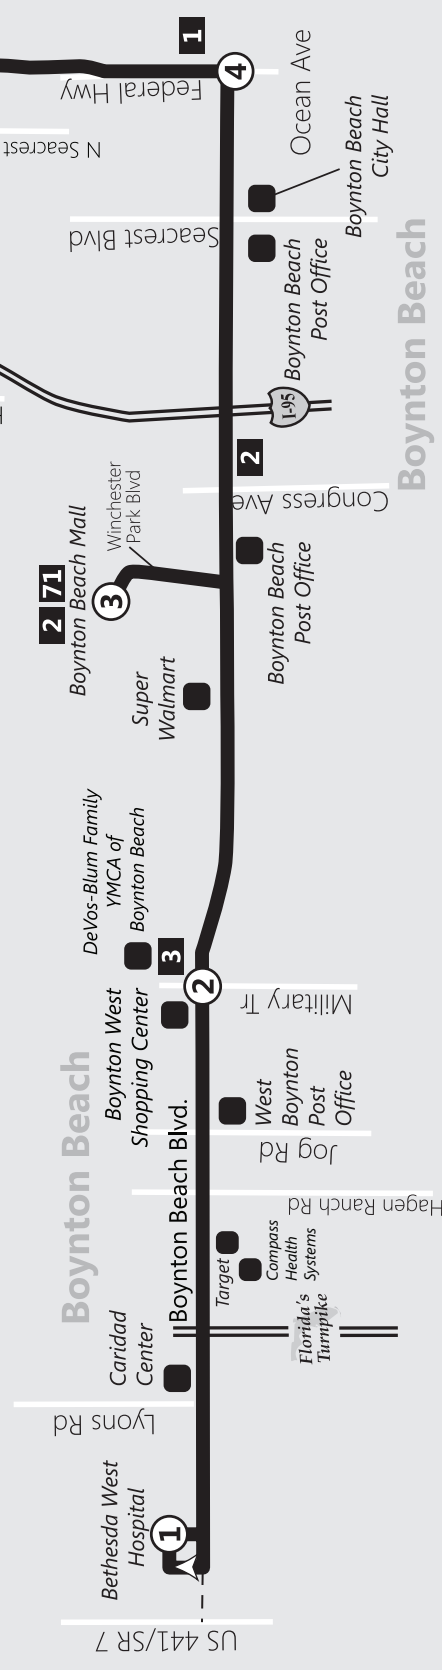 1
4
Federal Hwy
Ocean Ave
N Seacrest
Boynton Beach
City Hall
Seacrest Blvd
Boynton Beach
Post Office
Boynton Beach
I-95
2
Congress Ave
Winchester
Park Blvd
2 71
Boynton Beach Mall
3
Boynton Beach
Post Office
Super
Walmart
DeVos-Blum Family
YMCA of
Boynton Beach
3
2
Military Tr
Boynton West
Shopping Center
West
Boynton
Post
Office
Boynton Beach
Jog Rd
Boynton Beach Blvd.
Hagen Ranch Rd
Target
Compass
Health
Systems
Florida's
Turnpike
Caridad
Center
Lyons Rd
Bethesda West
Hospital
1
US 441/SR 7